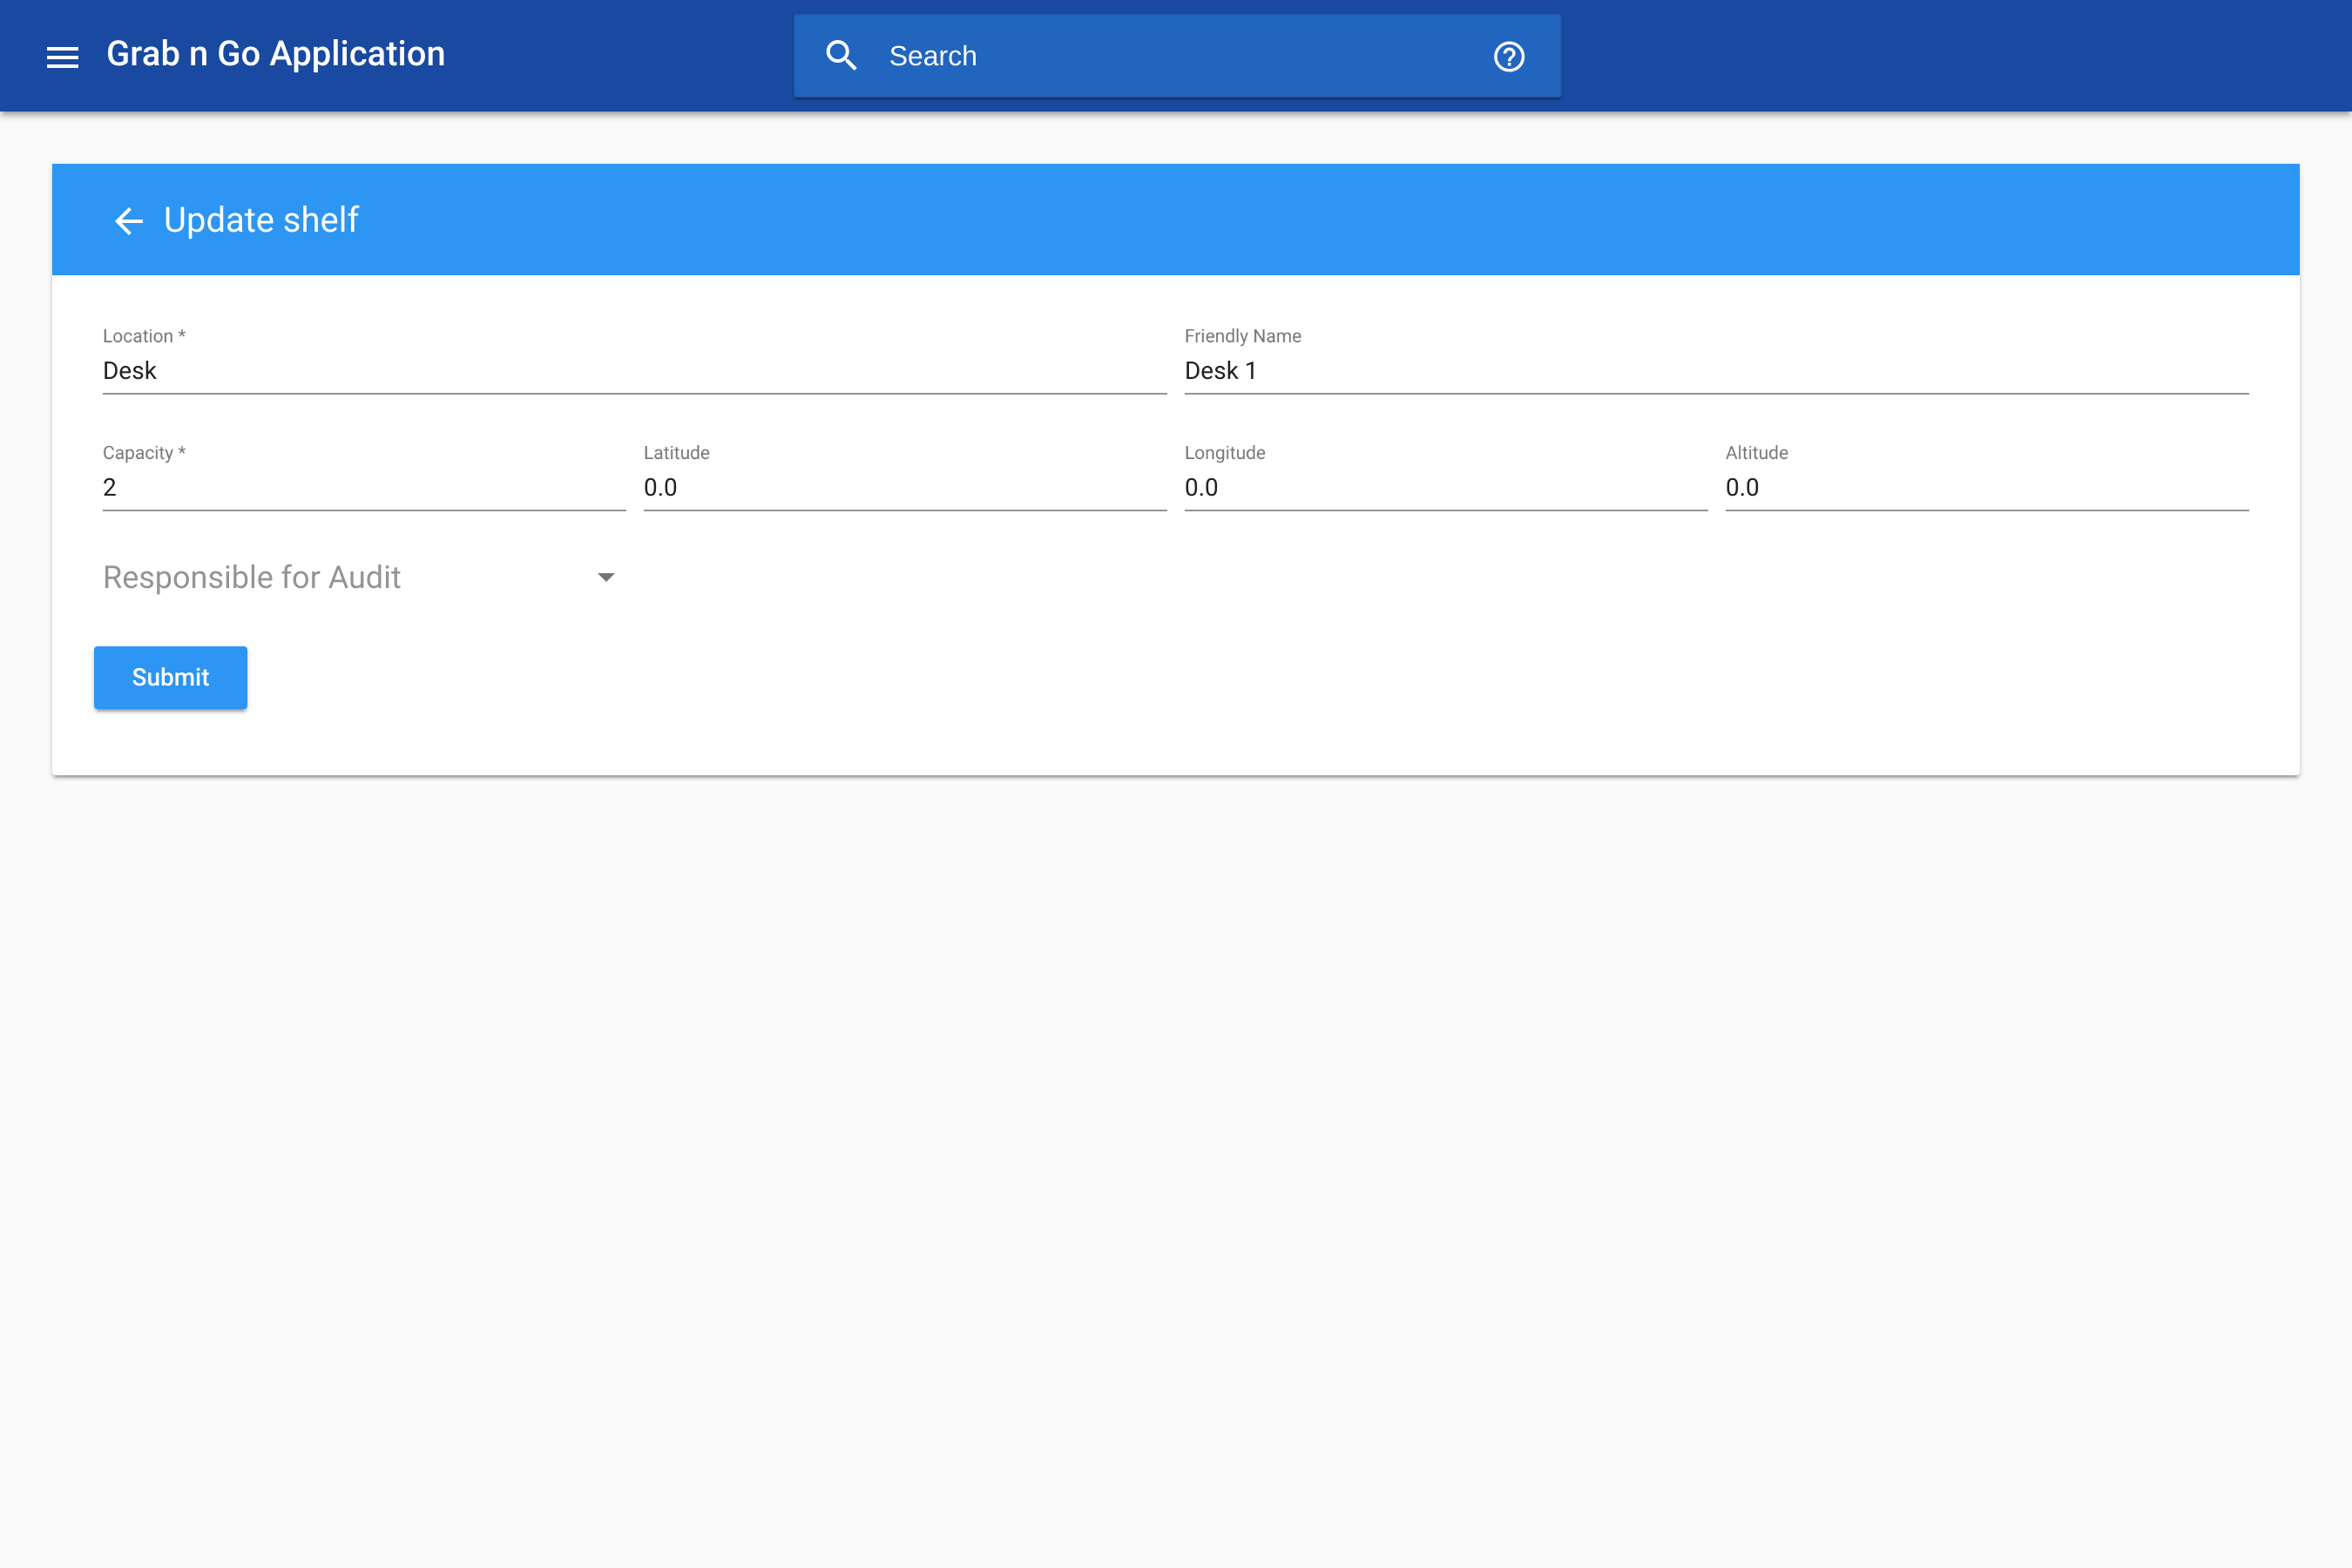 Grab n Go Application
Search
Update shelf
Location *
Desk
Friendly Name
Desk 1
Capacity *
2
Latitude
0.0
Longitude
0.0
Altitude
0.0
Responsible for Audit
Submit